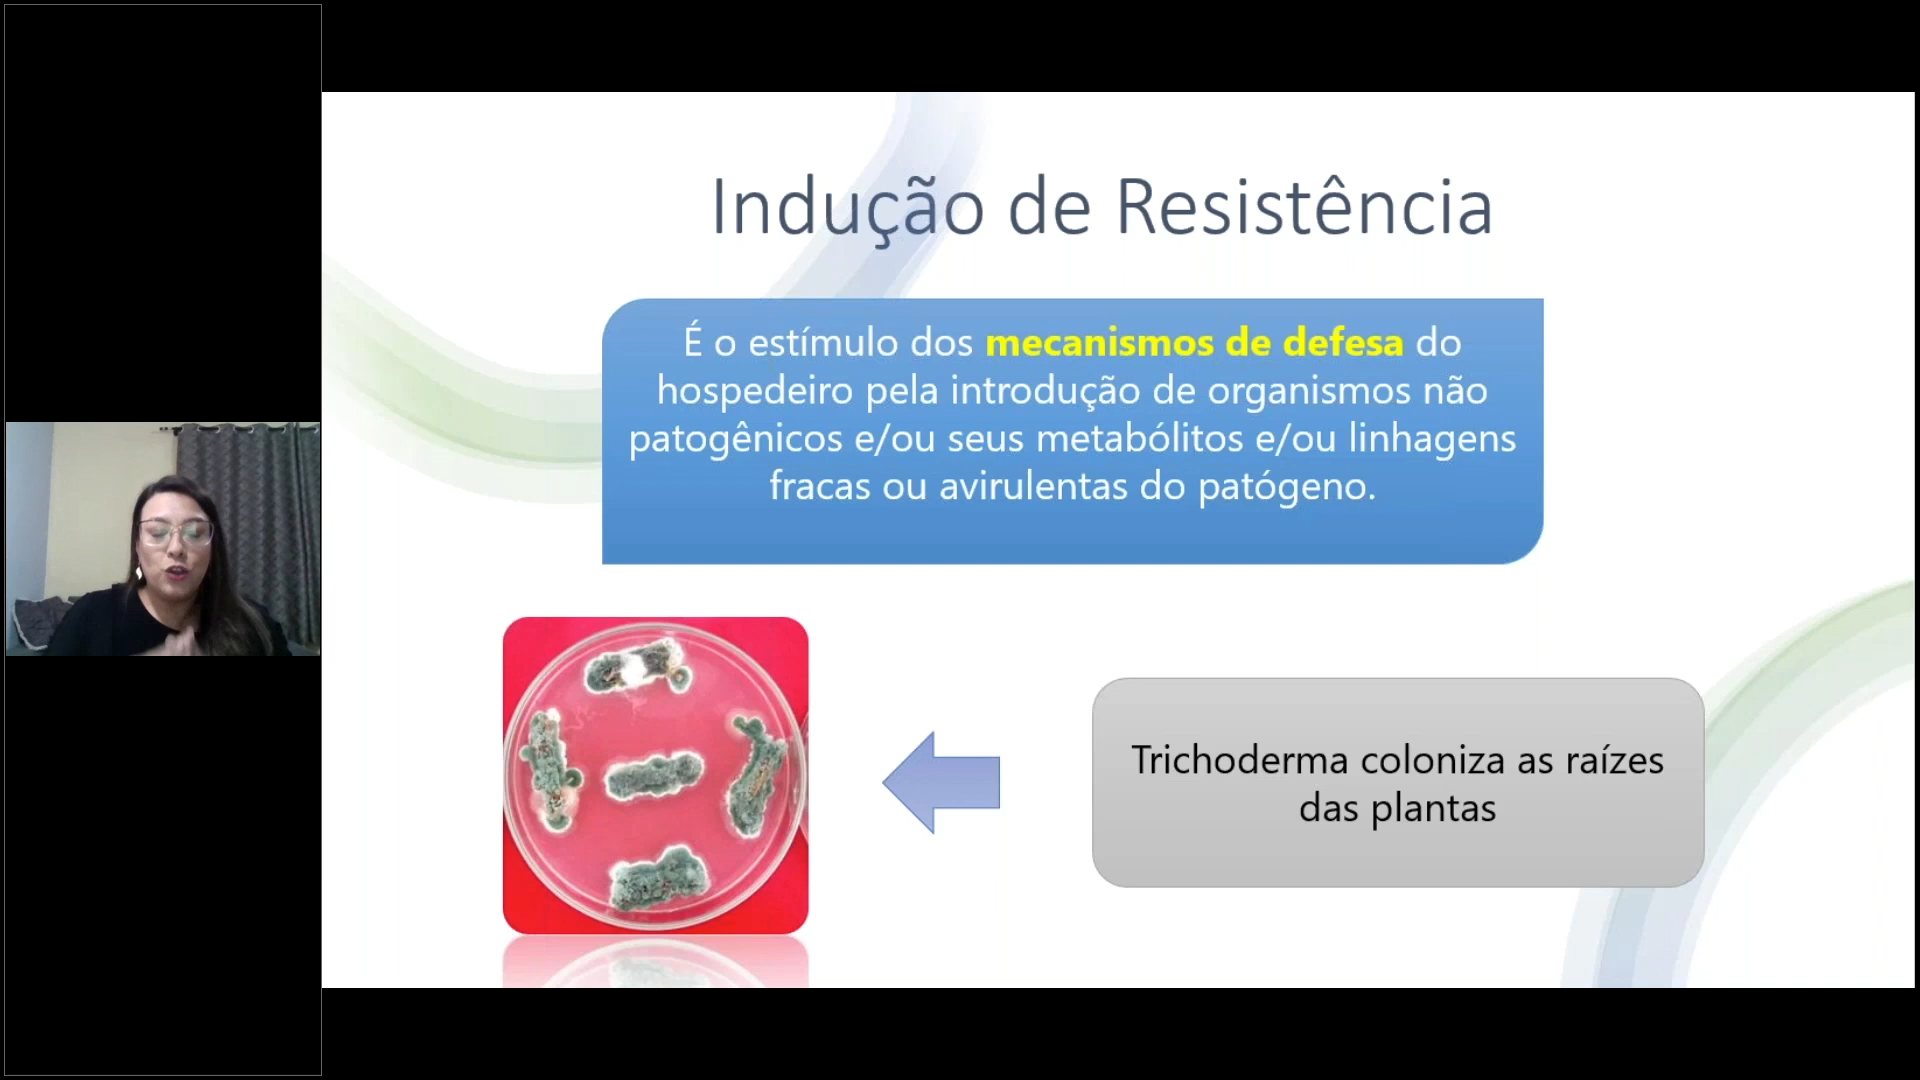 Indução de Resistência
É o estímulo dos mecanismos de defesa do
hospedeiro pela introdução de organismos não
patogênicos e/ou seus metabólitos e/ou linhagens
fracas ou avirulentas do patógeno.
Trichoderma coloniza as raízes
das plantas